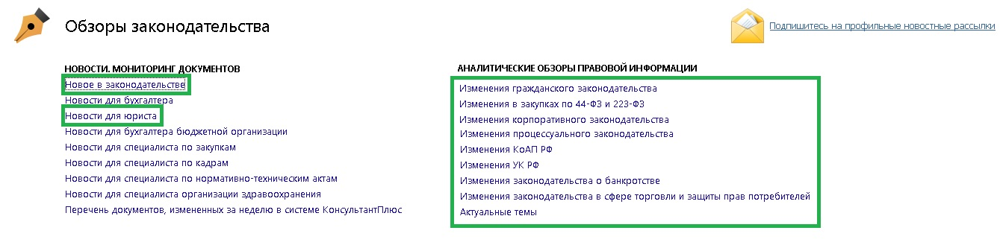 Обзоры законодательства
Подпишитесь на профильные новостные рассылки
НОВОСТИ. МОНИТОРИНГ ДОКУМЕНТОВ
Новое в законодательстве
Новости для бухгалтера
Новости для юриста
Новости для бухгалтера бюджетной организации
Новости для специалиста по закупкам
Новости для специалиста по кадрам
Новости для специалиста по нормативно-техническим актам
Новости для специалиста организации здравоохранения
Перечень документов, измененных за неделю в системе КонсультантПлюс
АНАЛИТИЧЕСКИЕ ОБЗОРЫ ПРАВОВОЙ ИНФОРМАЦИИ
Изменения гражданского законодательства
Изменения в закупках по 44-ФЗ и 223-ФЗ
Изменения корпоративного законодательства
Изменения процессуального законодательства
Изменения КоАП РФ
Изменения УК РФ
Изменения законодательства о банкротстве
Изменения законодательства в сфере торговли и защиты прав потребителей
Актуальные темы